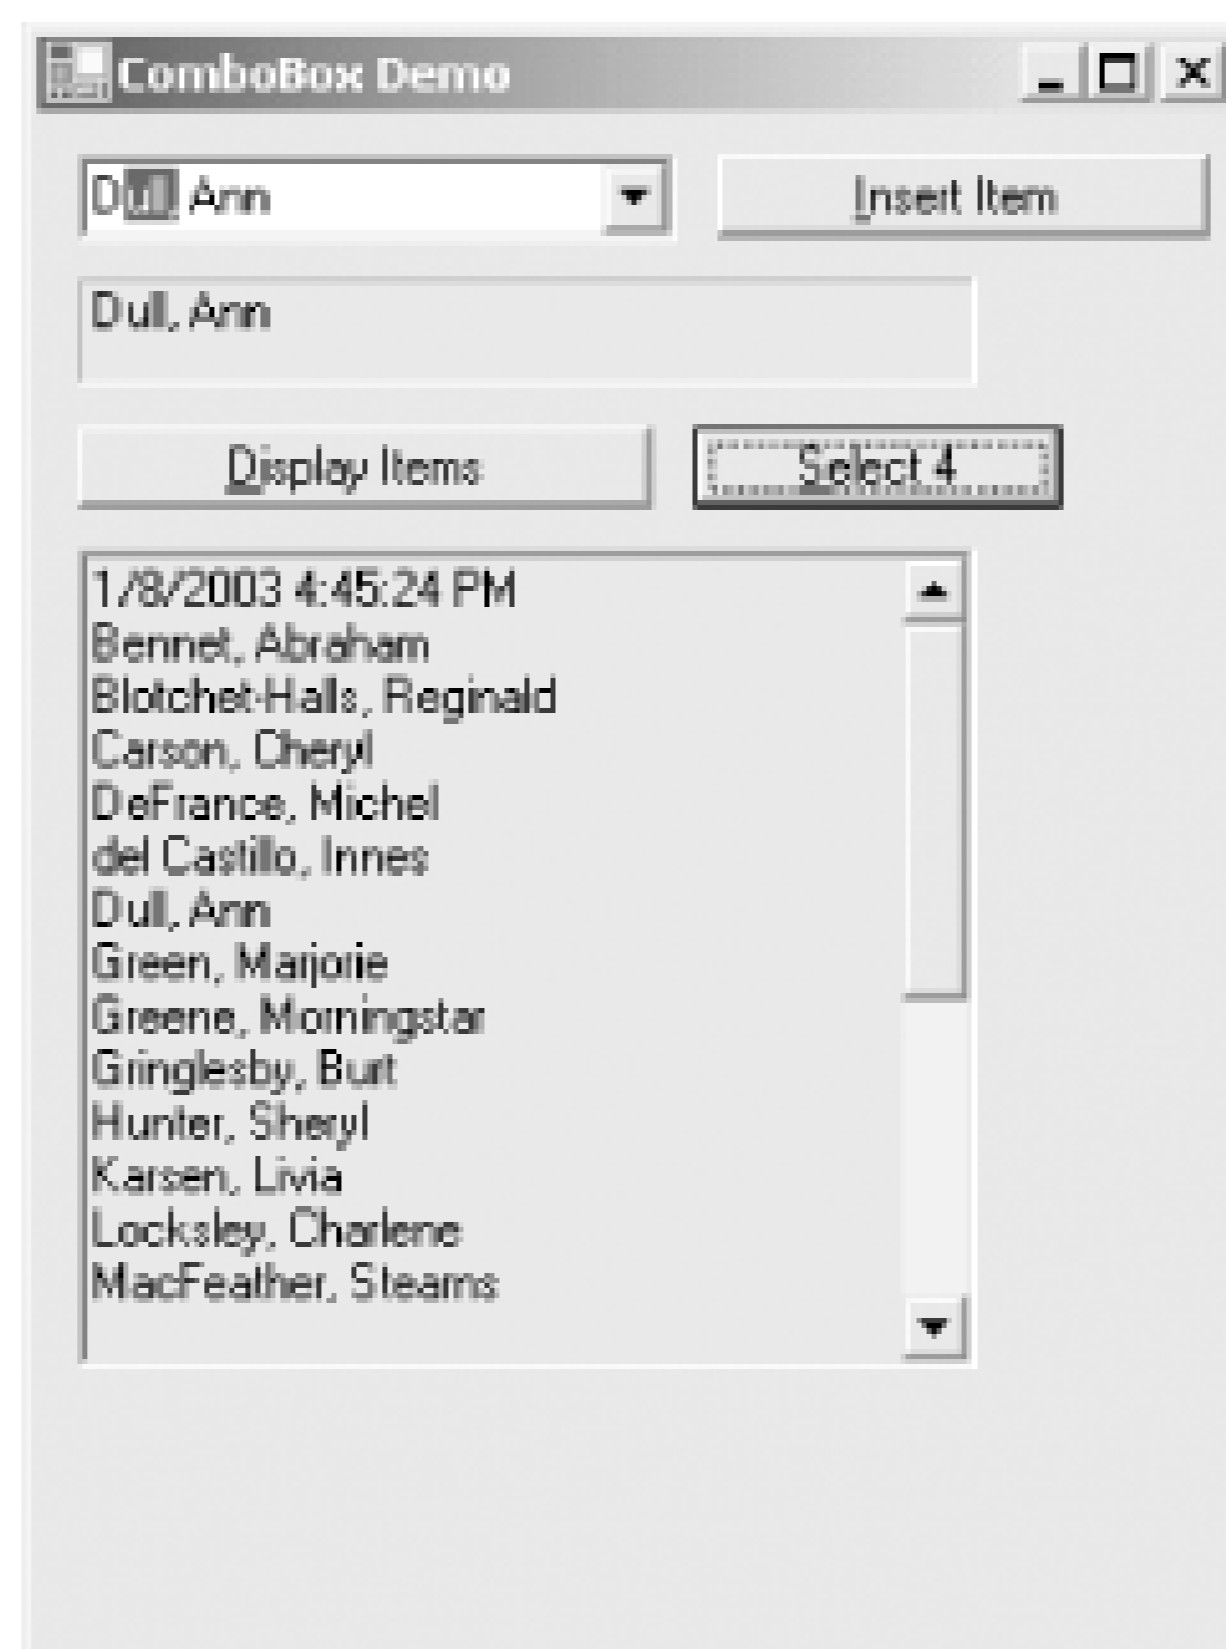 ComboBox Demo
Dull, Ann
Insert Item
Dull, Ann
Display Items
Select 4
1/8/2003 4:45:24 PM
Bennet, Abraham
Blotchet-Halls, Reginald
Carson, Cheryl
DeFrance, Michel
del Castillo, Innes
Dull, Ann
Green, Marjorie
Greene, Morningstar
Gringlesby, Burt
Hunter, Sheryl
Karsen, Livia
Locksley, Charlene
MacFeather, Stearns